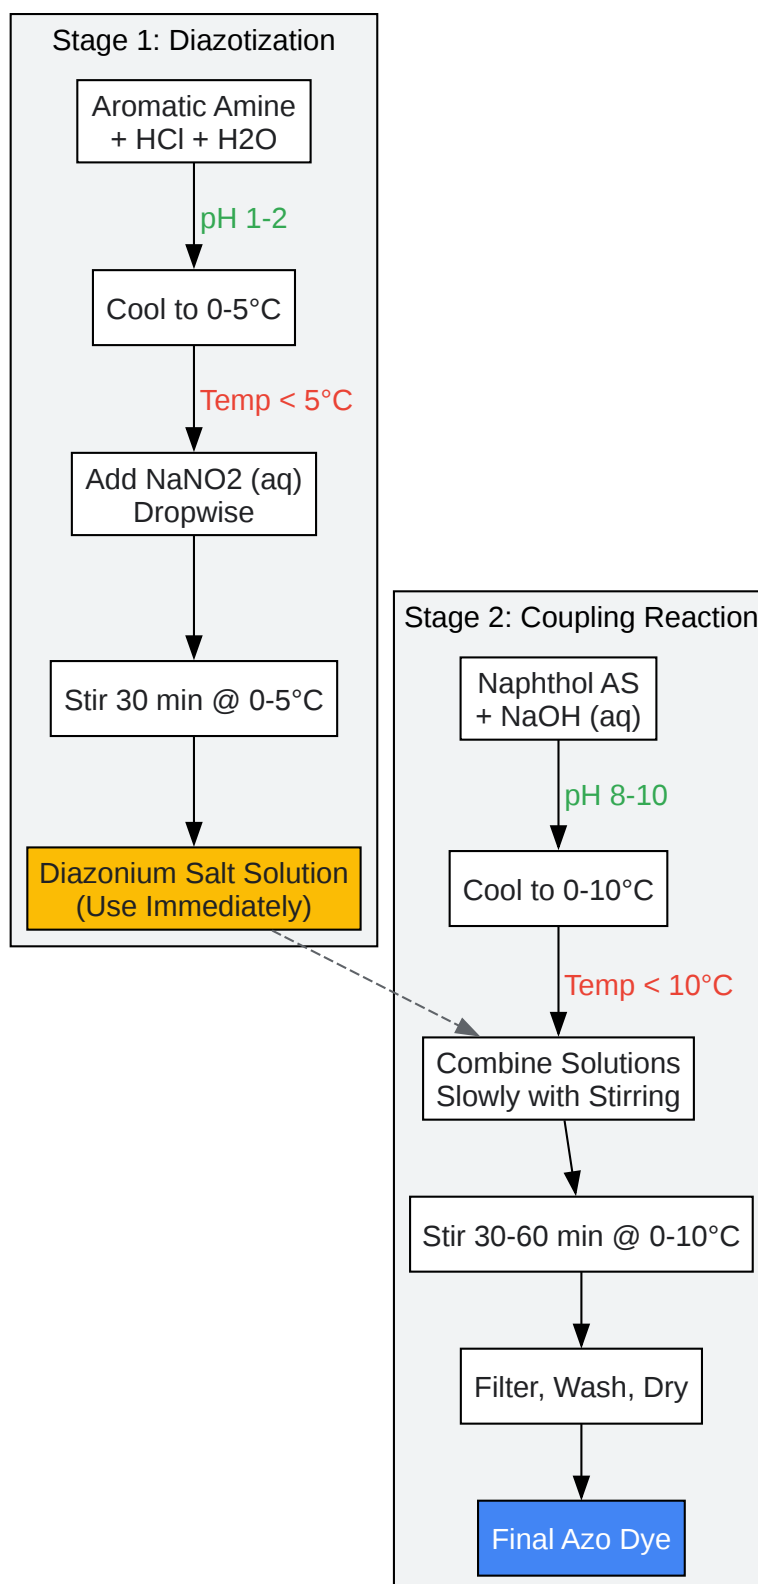 Stage 1: Diazotization
Aromatic Amine
+ HCl + H2O
pH 1-2
Cool to 0-5°C
Temp < 5°C
Add NaNO2 (aq)
Dropwise
Stir 30 min @ 0-5°C
Diazonium Salt Solution
(Use Immediately)
Stage 2: Coupling Reaction
Naphthol AS
+ NaOH (aq)
pH 8-10
Cool to 0-10°C
Temp < 10°C
Combine Solutions
Slowly with Stirring
Stir 30-60 min @ 0-10°C
Filter, Wash, Dry
Final Azo Dye